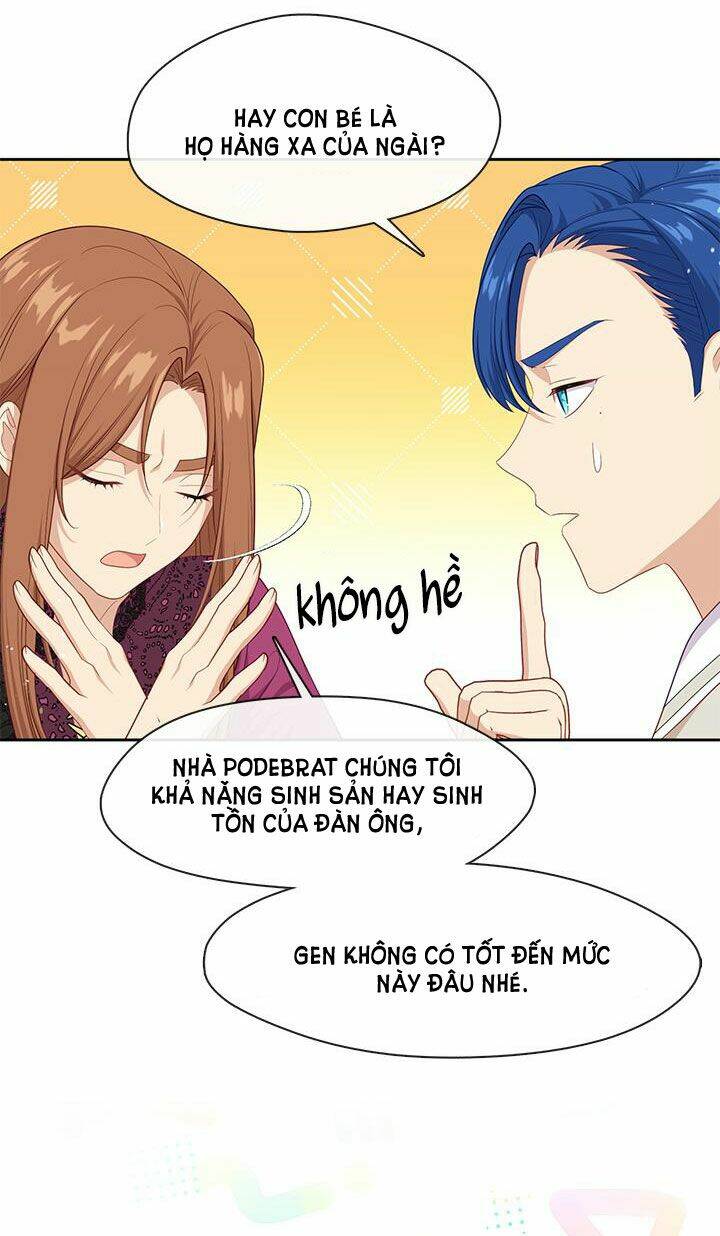 HAY CON BÉ LÀ
HỌ HÀNG XA CỦA NGÀI?
không hề
NHÀ PODEBRAT CHÚNG TÔI
KHẢ NĂNG SINH SẢN HAY SINH
TỒN CỦA ĐÀN ÔNG,
GEN KHÔNG CÓ TỐT ĐẾN MỨC
NÀY ĐÂU NHÉ.